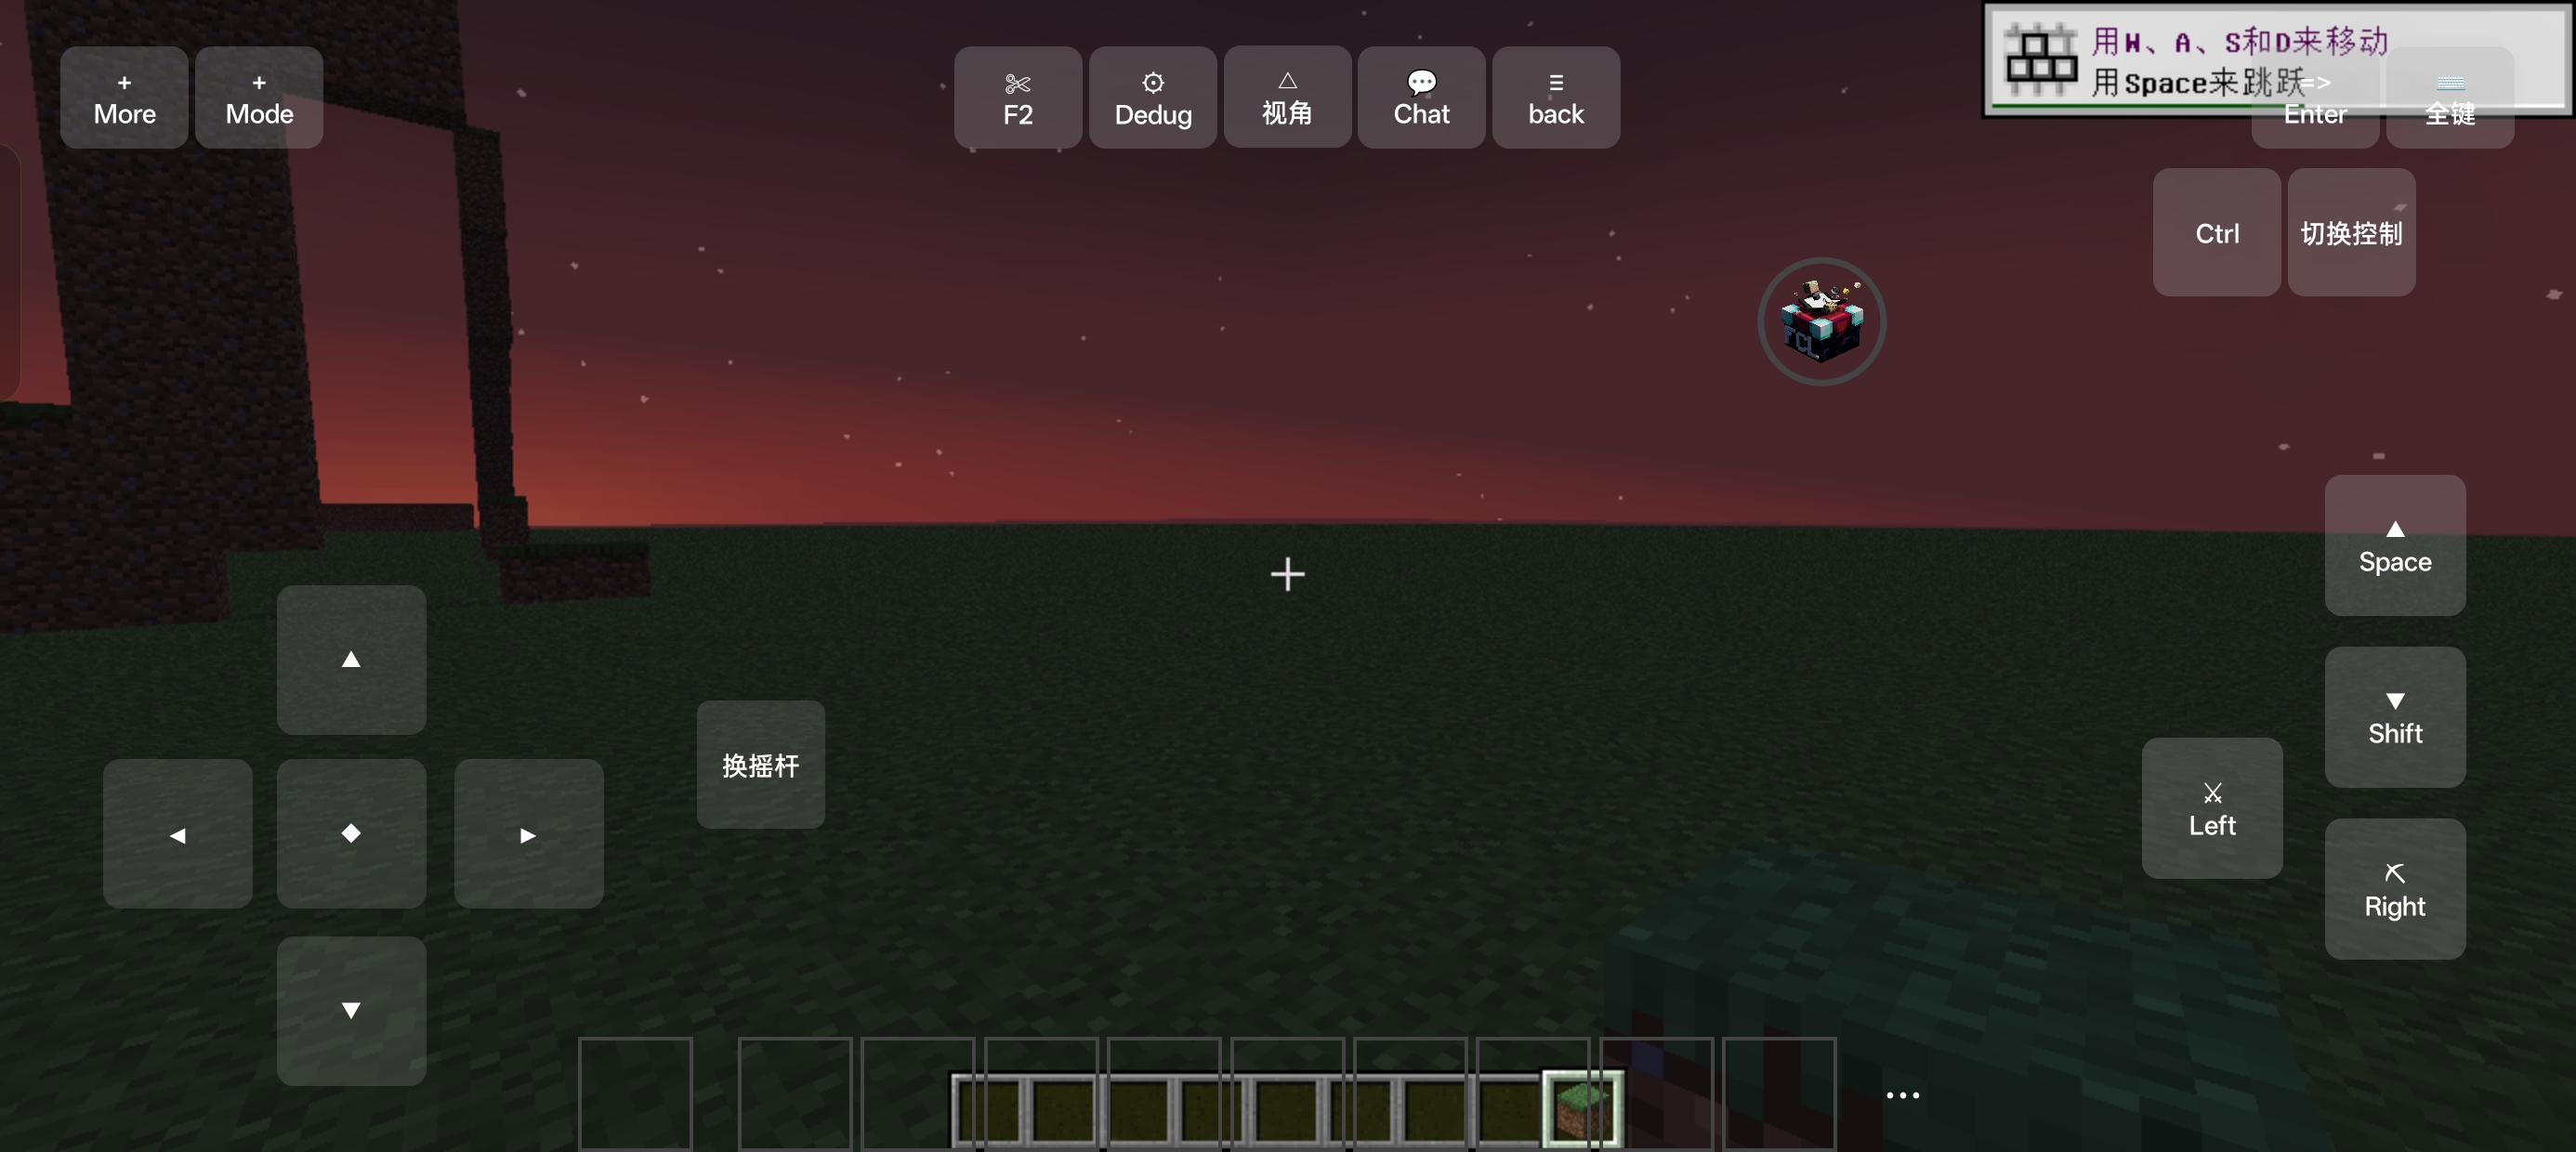 +
More
+
Mode
F2
Dedug
视角
Chat
back
用W、A、S和D来移动
用Space来跳跃
=>
Enter
全键
Ctrl
切换控制
FCL
Space
Shift
换摇杆
Left
Right
...